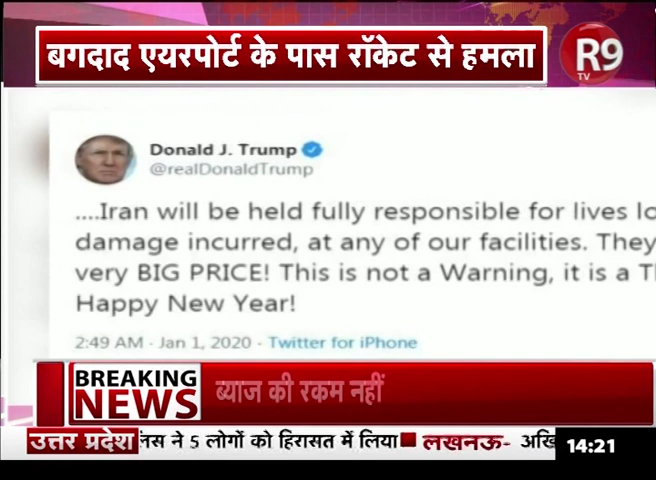 बगदाद एयरपोर्ट के पास रॉकेट से हमला
R9
TV
Donald J. Trump
@realDonaldTrump
....Iran will be held fully responsible for lives
damage incurred, at any of our facilities. They
very BIG PRICE! This is not a Warning, it is a
Happy New Year!
2:49 AM · Jan 1, 2020 · Twitter for iPhone
BREAKING
NEWS
ब्याज की रकम नहीं
उत्तर प्रदेश ने 5 लोगों को हिरासत में लिया लखनऊ- 14:21